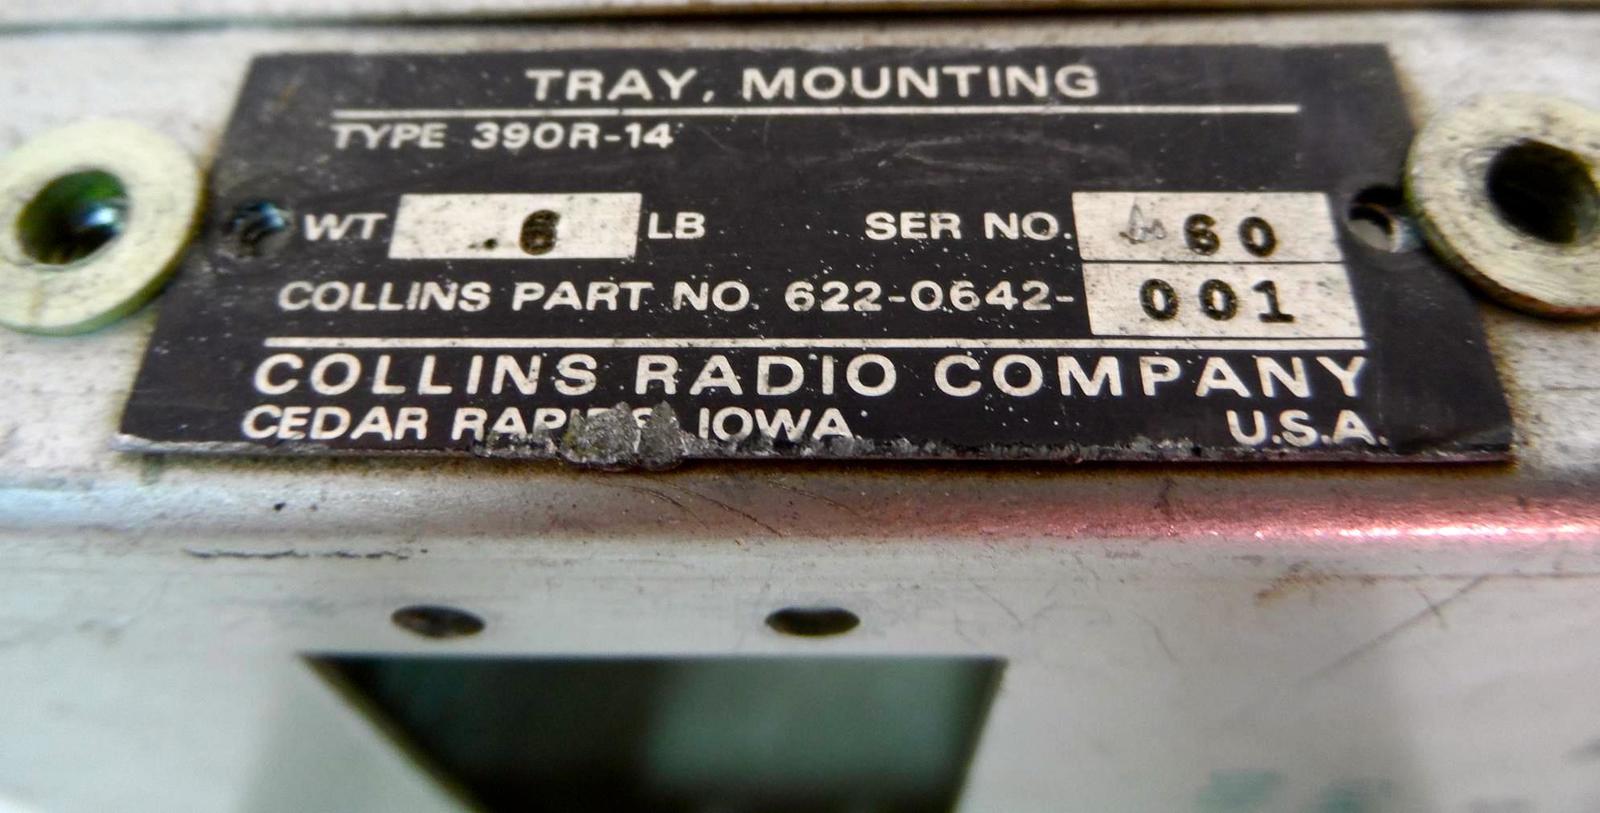 TRAY, MOUNTING
TYPE 390R-14
WT .6 LB SER NO. 60
COLLINS PART NO. 622-0642-001
COLLINS RADIO COMPANY
CEDAR RAPIDS, IOWA U.S.A.